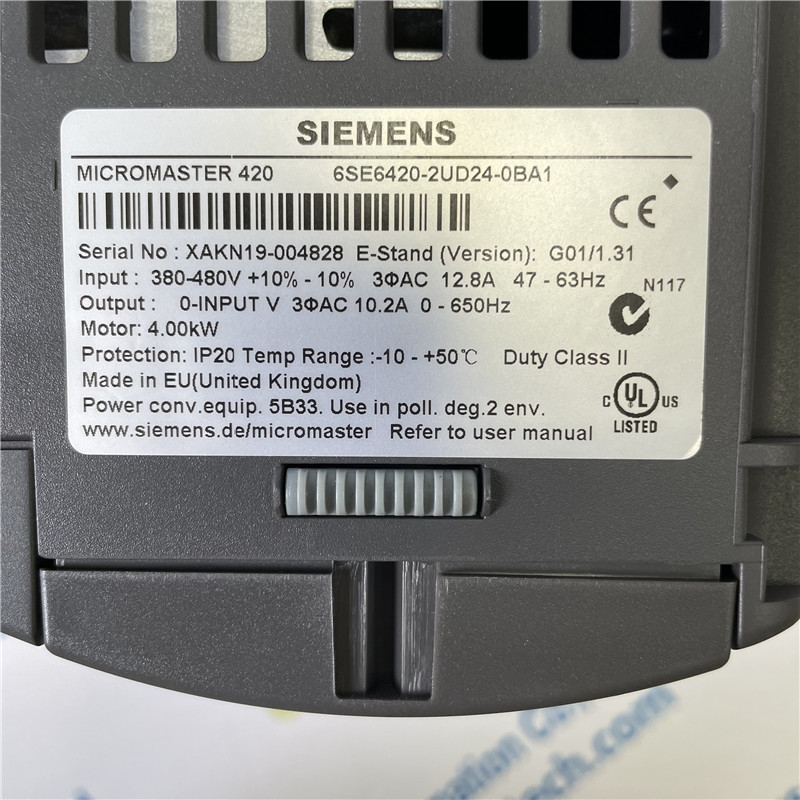 SIEMENS
MICROMASTER 420 6SE6420-2UD24-0BA1
CE
Serial No : XAKN19-004828 E-Stand (Version): G01/1.31
Input : 380-480V +10% - 10% 3ΦAC 12.8A 47 - 63Hz
N117
Output : 0-INPUT V 3ΦAC 10.2A 0 - 650Hz
Motor: 4.00kW
Protection: IP20 Temp Range :-10 - +50℃ Duty Class II
Made in EU(United Kingdom)
C UL US
LISTED
Power conv.equip. 5B33. Use in poll. deg.2 env.
www.siemens.de/micromaster Refer to user manual